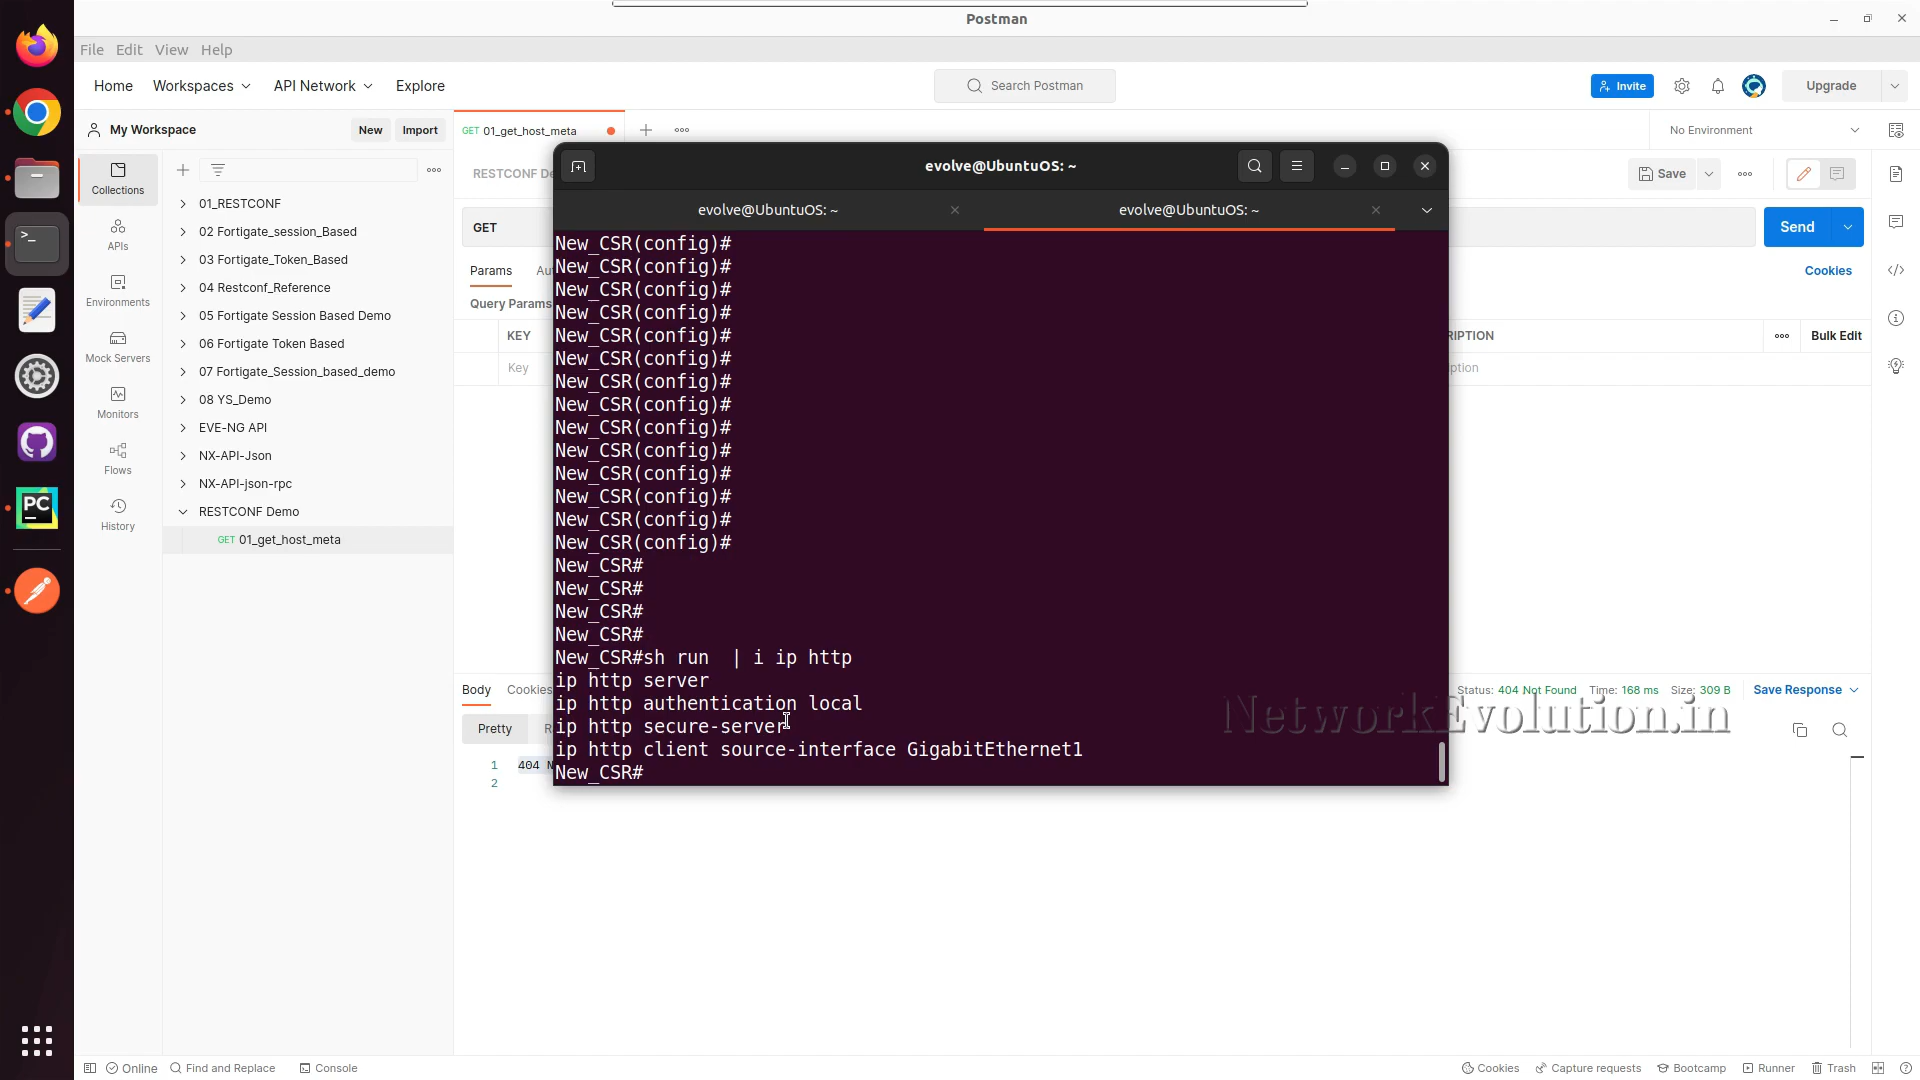 Postman
File Edit View Help
Home Workspaces API Network Explore
Search Postman
Invite
Upgrade
My Workspace
New Import
GET 01_get_host_meta
No Environment
Collections
APIs
Environments
Mock Servers
Monitors
Flows
History
01_RESTCONF
02 Fortigate_session_Based
03 Fortigate_Token_Based
04 Restconf_Reference
05 Fortigate Session Based Demo
06 Fortigate Token Based
07 Fortigate_Session_based_demo
08 YS_Demo
EVE-NG API
NX-API-Json
NX-API-json-rpc
RESTCONF Demo
GET 01_get_host_meta
RESTCONF De
Save
GET
Send
Params Au
Cookies
Query Params
KEY
RIPTION
Bulk Edit
Key
ption
evolve@UbuntuOS: ~
evolve@UbuntuOS: ~
evolve@UbuntuOS: ~
New_CSR(config)#
New_CSR(config)#
New_CSR(config)#
New_CSR(config)#
New_CSR(config)#
New_CSR(config)#
New_CSR(config)#
New_CSR(config)#
New_CSR(config)#
New_CSR(config)#
New_CSR(config)#
New_CSR(config)#
New_CSR(config)#
New_CSR(config)#
New_CSR#
New_CSR#
New_CSR#
New_CSR#
New_CSR#sh run  | i ip http
ip http server
ip http authentication local
ip http secure-server
ip http client source-interface GigabitEthernet1
New_CSR#
Body Cookies
Status: 404 Not Found Time: 168 ms Size: 309 B Save Response
NetworkEvolution.in
Pretty R
1 404 N
2
Online Find and Replace Console
Cookies Capture requests Bootcamp Runner Trash
PC